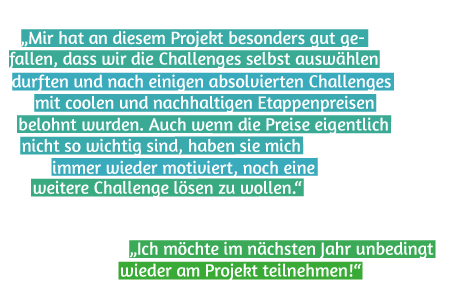 „Mir hat an diesem Projekt besonders gut ge-
fallen, dass wir die Challenges selbst auswählen
durften und nach einigen absolvierten Challenges
mit coolen und nachhaltigen Etappenpreisen
belohnt wurden. Auch wenn die Preise eigentlich
nicht so wichtig sind, haben sie mich
immer wieder motiviert, noch eine
weitere Challenge lösen zu wollen.“
„Ich möchte im nächsten Jahr unbedingt
wieder am Projekt teilnehmen!“